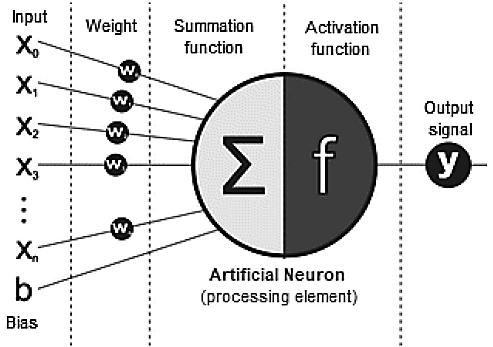 Input
Weight
Summation
function
Activation
function
Output
signal
X0
X1
X2
X3
Xn
b
Bias
w
w
w
w
w
Σ
f
y
Artificial Neuron
(processing element)